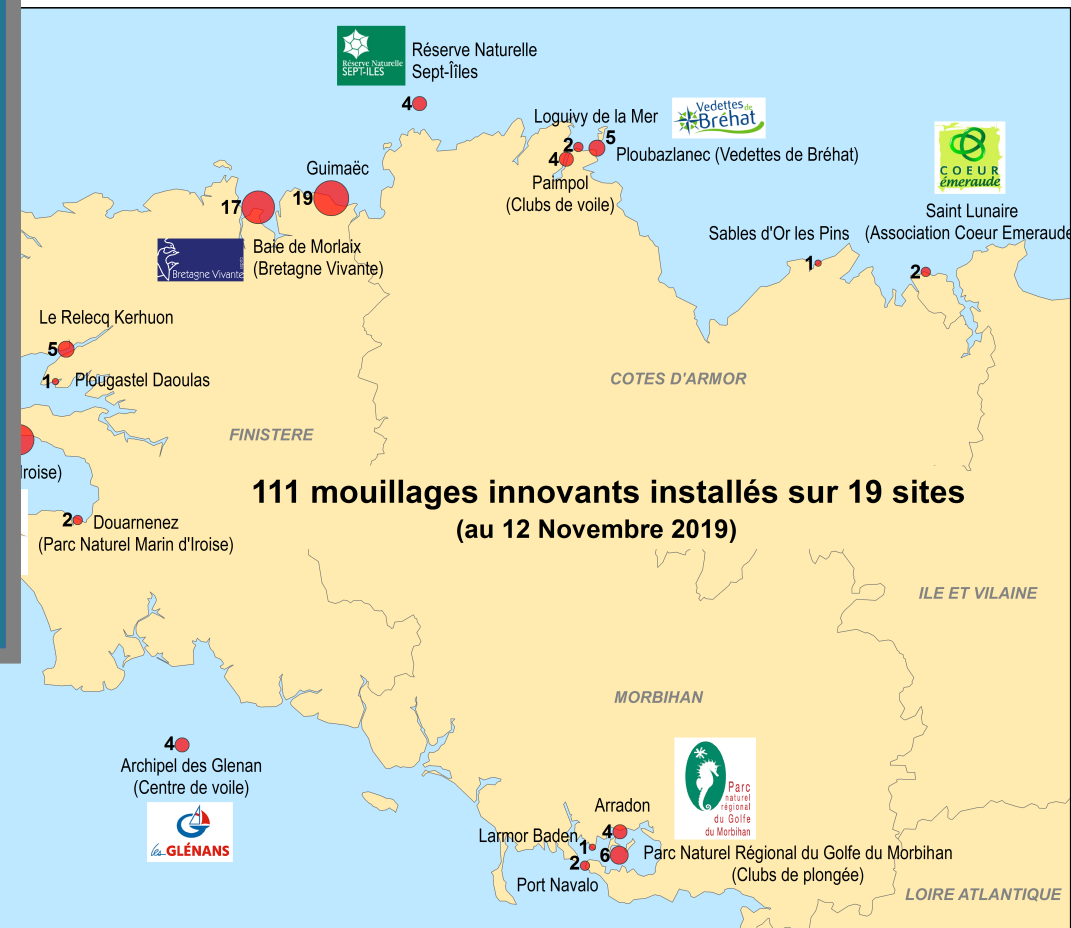 Réserve Naturelle
SEPT-ILES
Réserve Naturelle
Sept-Îîles
4
Loguivy de la Mer
Vedettes de
Bréhat
2
5
4
Ploubazlanec (Vedettes de Bréhat)
Paimpol
(Clubs de voile)
COEUR
émeraude
Saint Lunaire
(Association Coeur Emeraude
Sables d'Or les Pins
1
2
Guimaëc
19
17
Baie de Morlaix
(Bretagne Vivante)
Bretagne Vivante
Le Relecq Kerhuon
5
1
Plougastel Daoulas
COTES D'ARMOR
FINISTERE
Iroise)
111 mouillages innovants installés sur 19 sites
(au 12 Novembre 2019)
2
Douarnenez
(Parc Naturel Marin d'Iroise)
ILE ET VILAINE
MORBIHAN
4
Archipel des Glenan
(Centre de voile)
les GLÉNANS
Parc
naturel
régional
du Golfe
du Morbihan
Arradon
4
Larmor Baden
1
6
Parc Naturel Régional du Golfe du Morbihan
(Clubs de plongée)
2
Port Navalo
LOIRE ATLANTIQUE